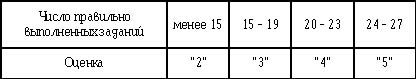 Число правильно выполненных заданий менее 15 15 – 19 20 – 23 24 – 27
Оценка "2" "3" "4" "5"